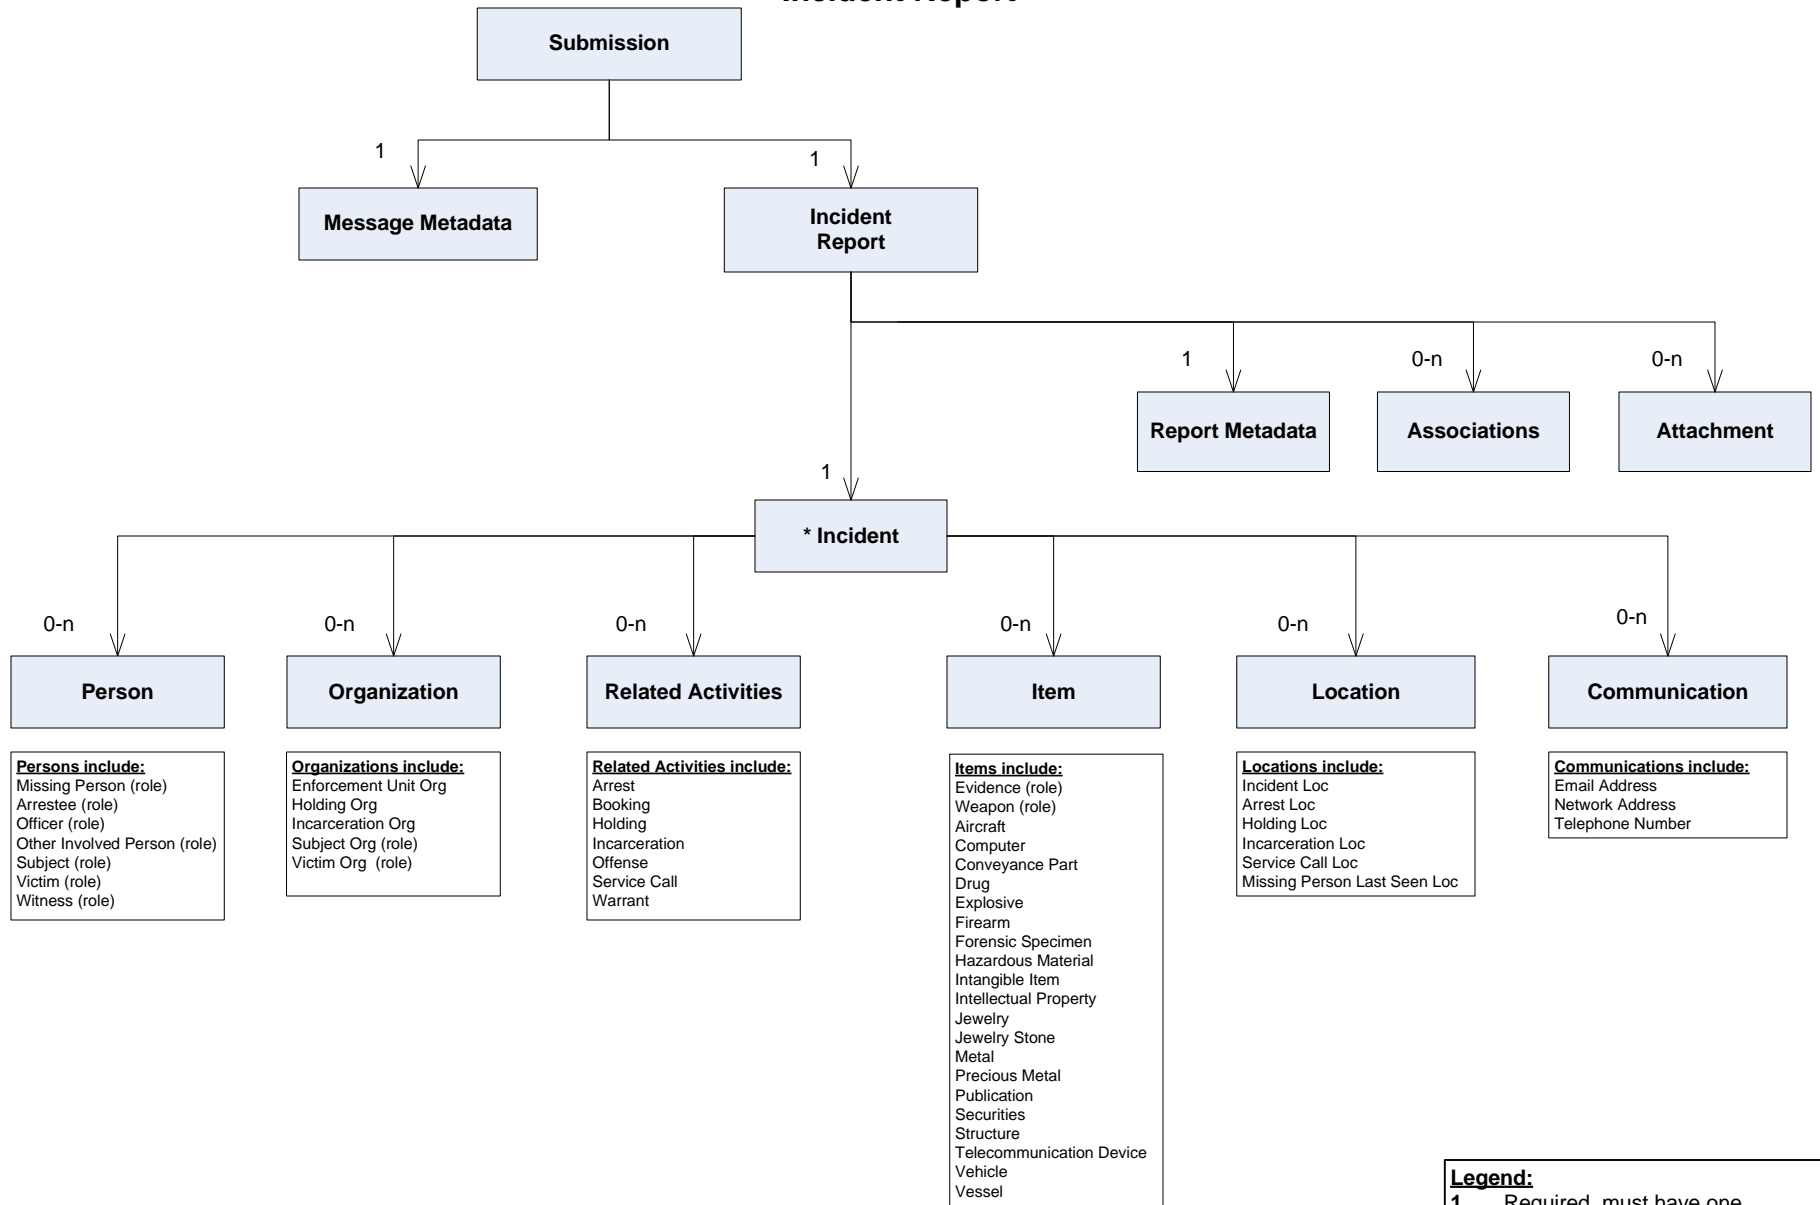 Incident Report
Submission
1
1
Message Metadata
Incident
Report
1
0-n
0-n
Report Metadata
Associations
Attachment
1
* Incident
0-n
0-n
0-n
0-n
0-n
0-n
Person
Organization
Related Activities
Item
Location
Communication
Persons include:
Missing Person (role)
Arrestee (role)
Officer (role)
Other Involved Person (role)
Subject (role)
Victim (role)
Witness (role)
Organizations include:
Enforcement Unit Org
Holding Org
Incarceration Org
Subject Org (role)
Victim Org (role)
Related Activities include:
Arrest
Booking
Holding
Incarceration
Offense
Service Call
Warrant
Items include:
Evidence (role)
Weapon (role)
Aircraft
Computer
Conveyance Part
Drug
Explosive
Firearm
Forensic Specimen
Hazardous Material
Intangible Item
Intellectual Property
Jewelry
Jewelry Stone
Metal
Precious Metal
Publication
Securities
Structure
Telecommunication Device
Vehicle
Vessel
Locations include:
Incident Loc
Arrest Loc
Holding Loc
Incarceration Loc
Service Call Loc
Missing Person Last Seen Loc
Communications include:
Email Address
Network Address
Telephone Number
Legend:
1 Required, must have one